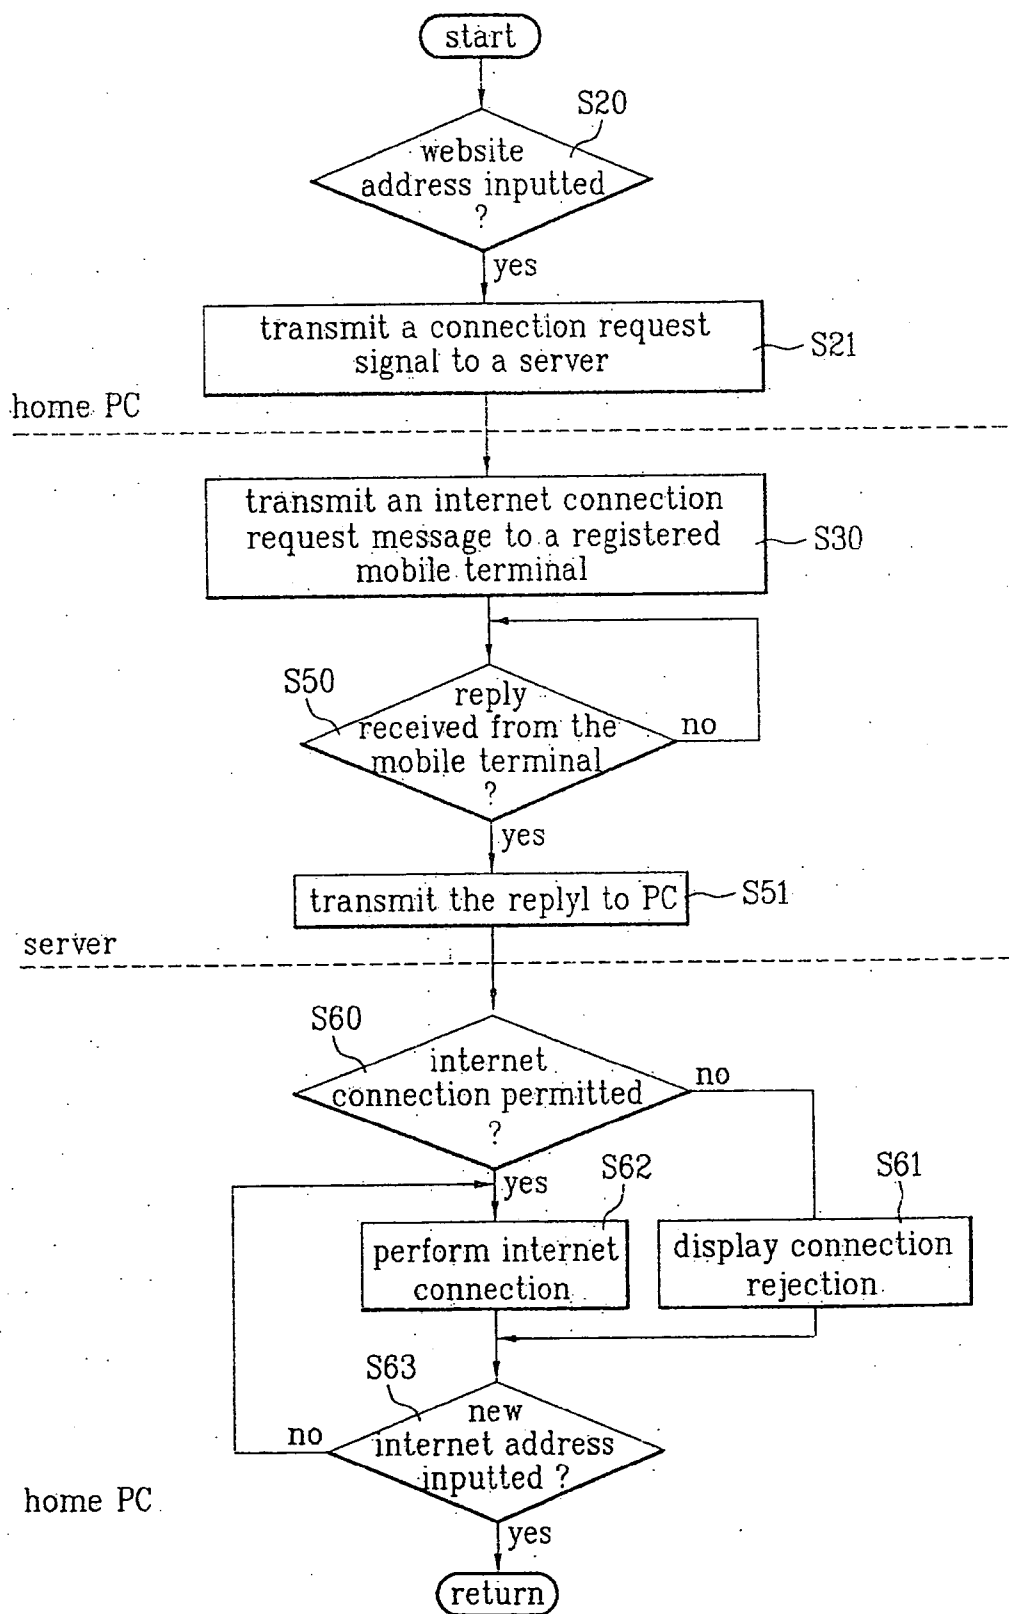 start
S20
website
address inputted
?
yes
transmit a connection request
signal to a server
S21
home PC
transmit an internet connection
request message to a registered
mobile terminal
S30
S50
reply
received from the
mobile terminal
?
no
yes
transmit the replyl to PC
S51
server
S60
internet
connection permitted
?
no
yes
S62
S61
perform internet
connection
display connection
rejection
S63
new
internet address
inputted ?
no
home PC
yes
return